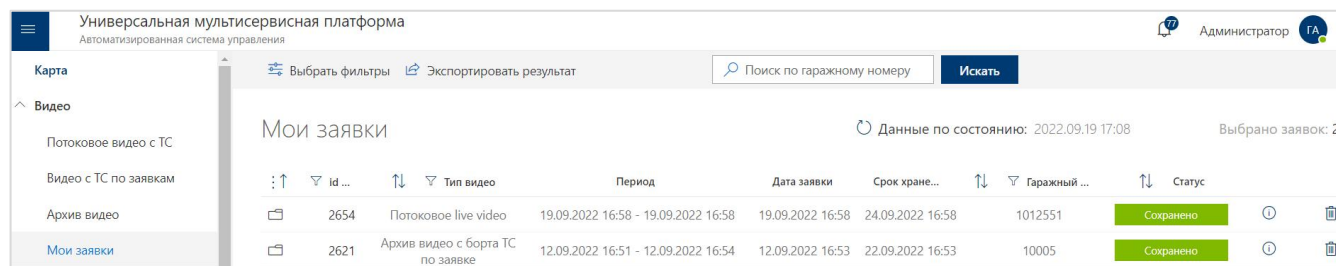 Универсальная мультисервисная платформа
Автоматизированная система управления
77
Администратор
ГА
Карта
Выбрать фильтры
Экспортировать результат
Поиск по гаражному номеру
Искать
Видео
Потоковое видео с ТС
Видео с ТС по заявкам
Архив видео
Мои заявки
Мои заявки
Данные по состоянию: 2022.09.19 17:08
Выбрано заявок: 2
id ... Тип видео Период Дата заявки Срок хране... Гаражный ... Статус
2654 Потоковое live video 19.09.2022 16:58 - 19.09.2022 16:58 19.09.2022 16:58 24.09.2022 16:58 1012551 Сохранено
2621 Архив видео с борта ТС по заявке 12.09.2022 16:51 - 12.09.2022 16:54 12.09.2022 16:53 22.09.2022 16:53 10005 Сохранено